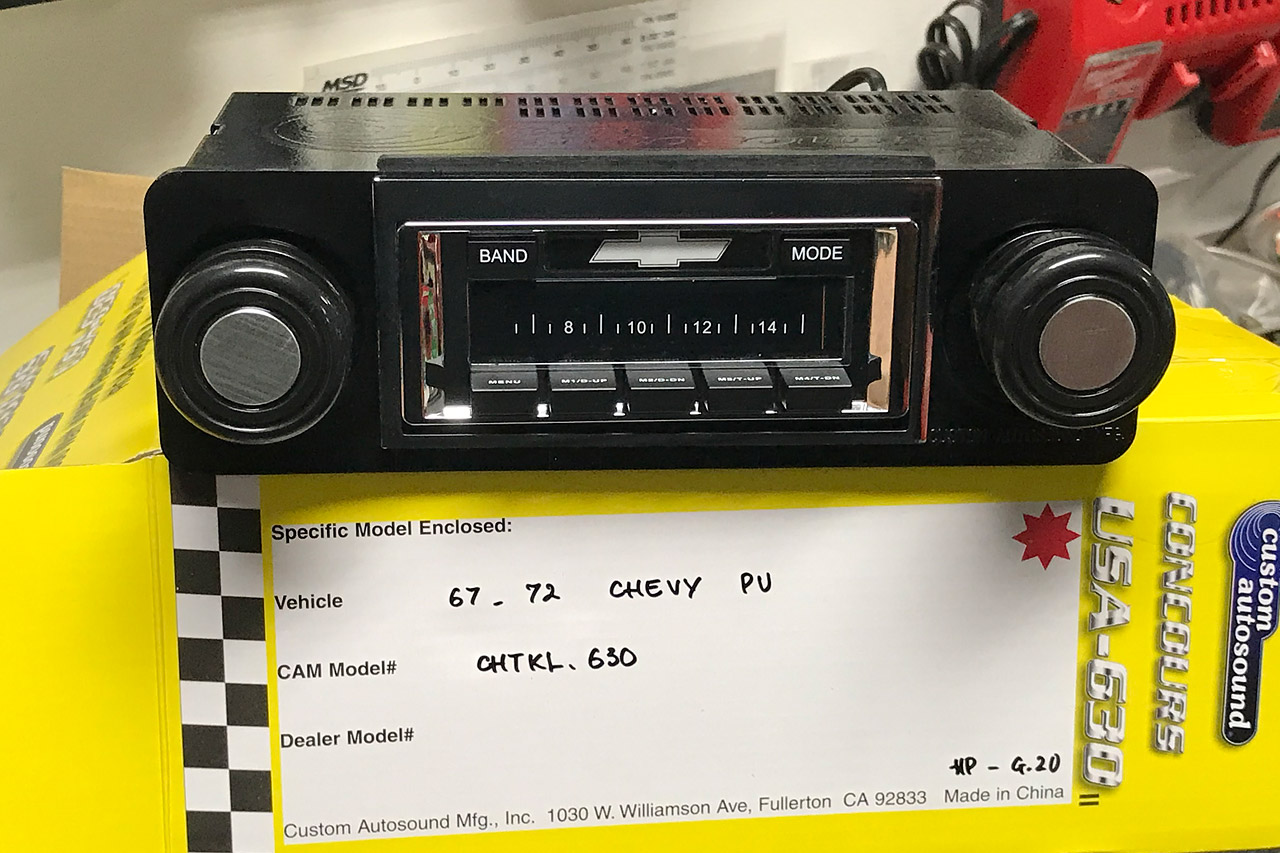 MSD
BAND
MODE
8 10 12 14
MENU M1/D-UP M2/D-DN M3/T-UP M4/T-DN
Specific Model Enclosed:
Vehicle 67 - 72 CHEVY PU
CAM Model# CHTKL. 630
Dealer Model#
HP - G.20
Custom Autosound Mfg., Inc. 1030 W. Williamson Ave, Fullerton CA 92833 Made in China
USA-630 II
CONCOURS
custom
autosound